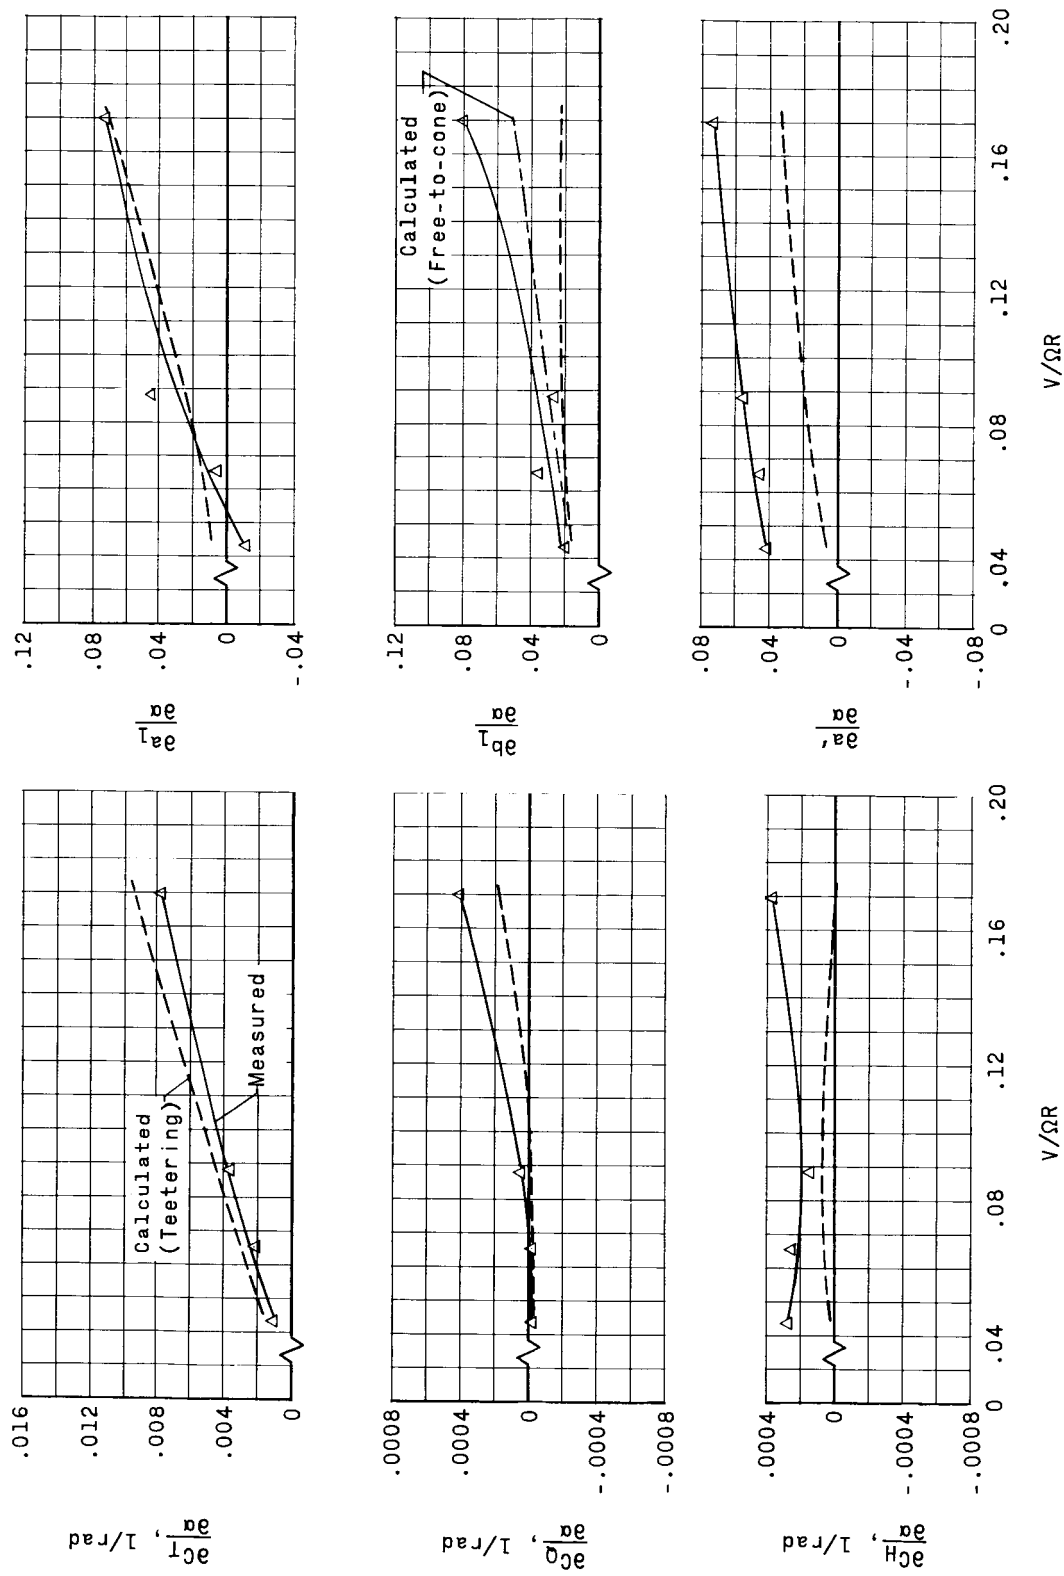 .016
.012
.008
.004
0
∂C_T/∂α, 1/rad
Calculated
(Teetering)
Measured
.12
.08
.04
0
-.04
∂a_1/∂α
.0008
.0004
0
-.0004
-.0008
∂C_Q/∂α, 1/rad
.12
.08
.04
0
∂b_1/∂α
Calculated
(Free-to-cone)
.0004
0
-.0004
-.0008
∂C_H/∂α, 1/rad
0 .04 .08 .12 .16 .20
V/ΩR
.08
.04
0
-.04
-.08
∂a'/∂α
0 .04 .08 .12 .16 .20
V/ΩR